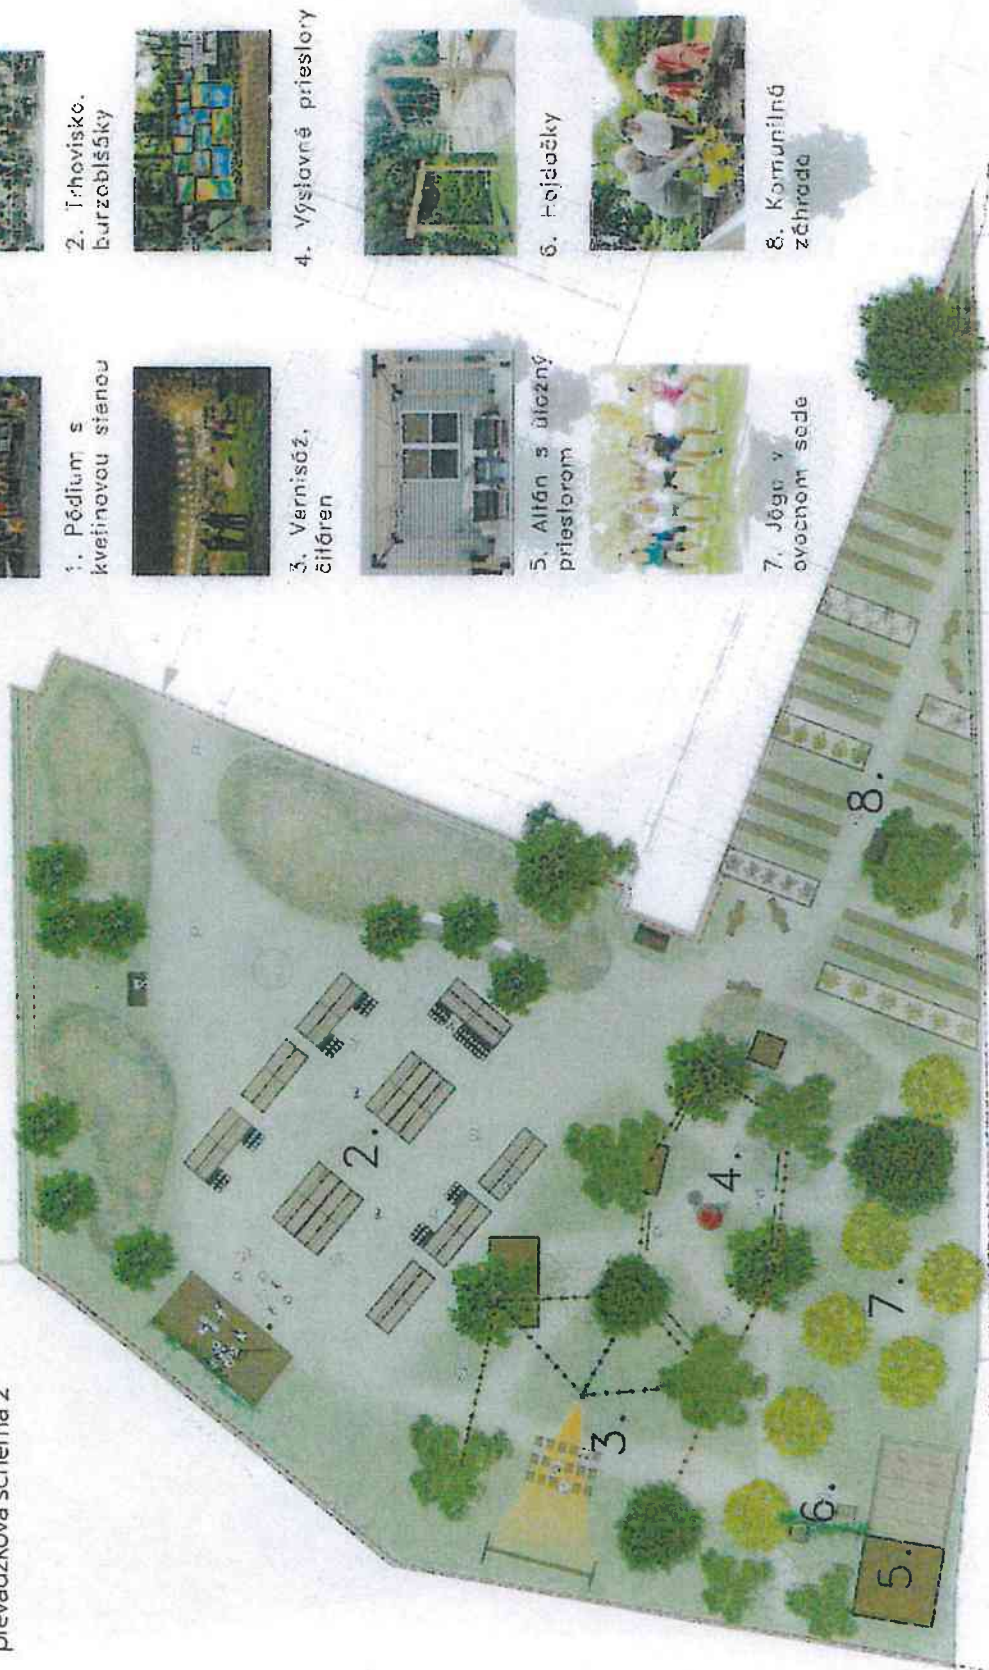 prevádzková schéma 2
1. Pódium s
kvetinovou stenou
2. Trhovisko,
burzoblšáky
3. Vernisáž,
čitáreň
4. Výstavné priestory
5. Altán s úložný
priestorom
6. Hojdačky
7. Jóga v
ovocnom sade
8. Komunitná
záhrada
2.
3.
4.
5.
6.
7.
8.